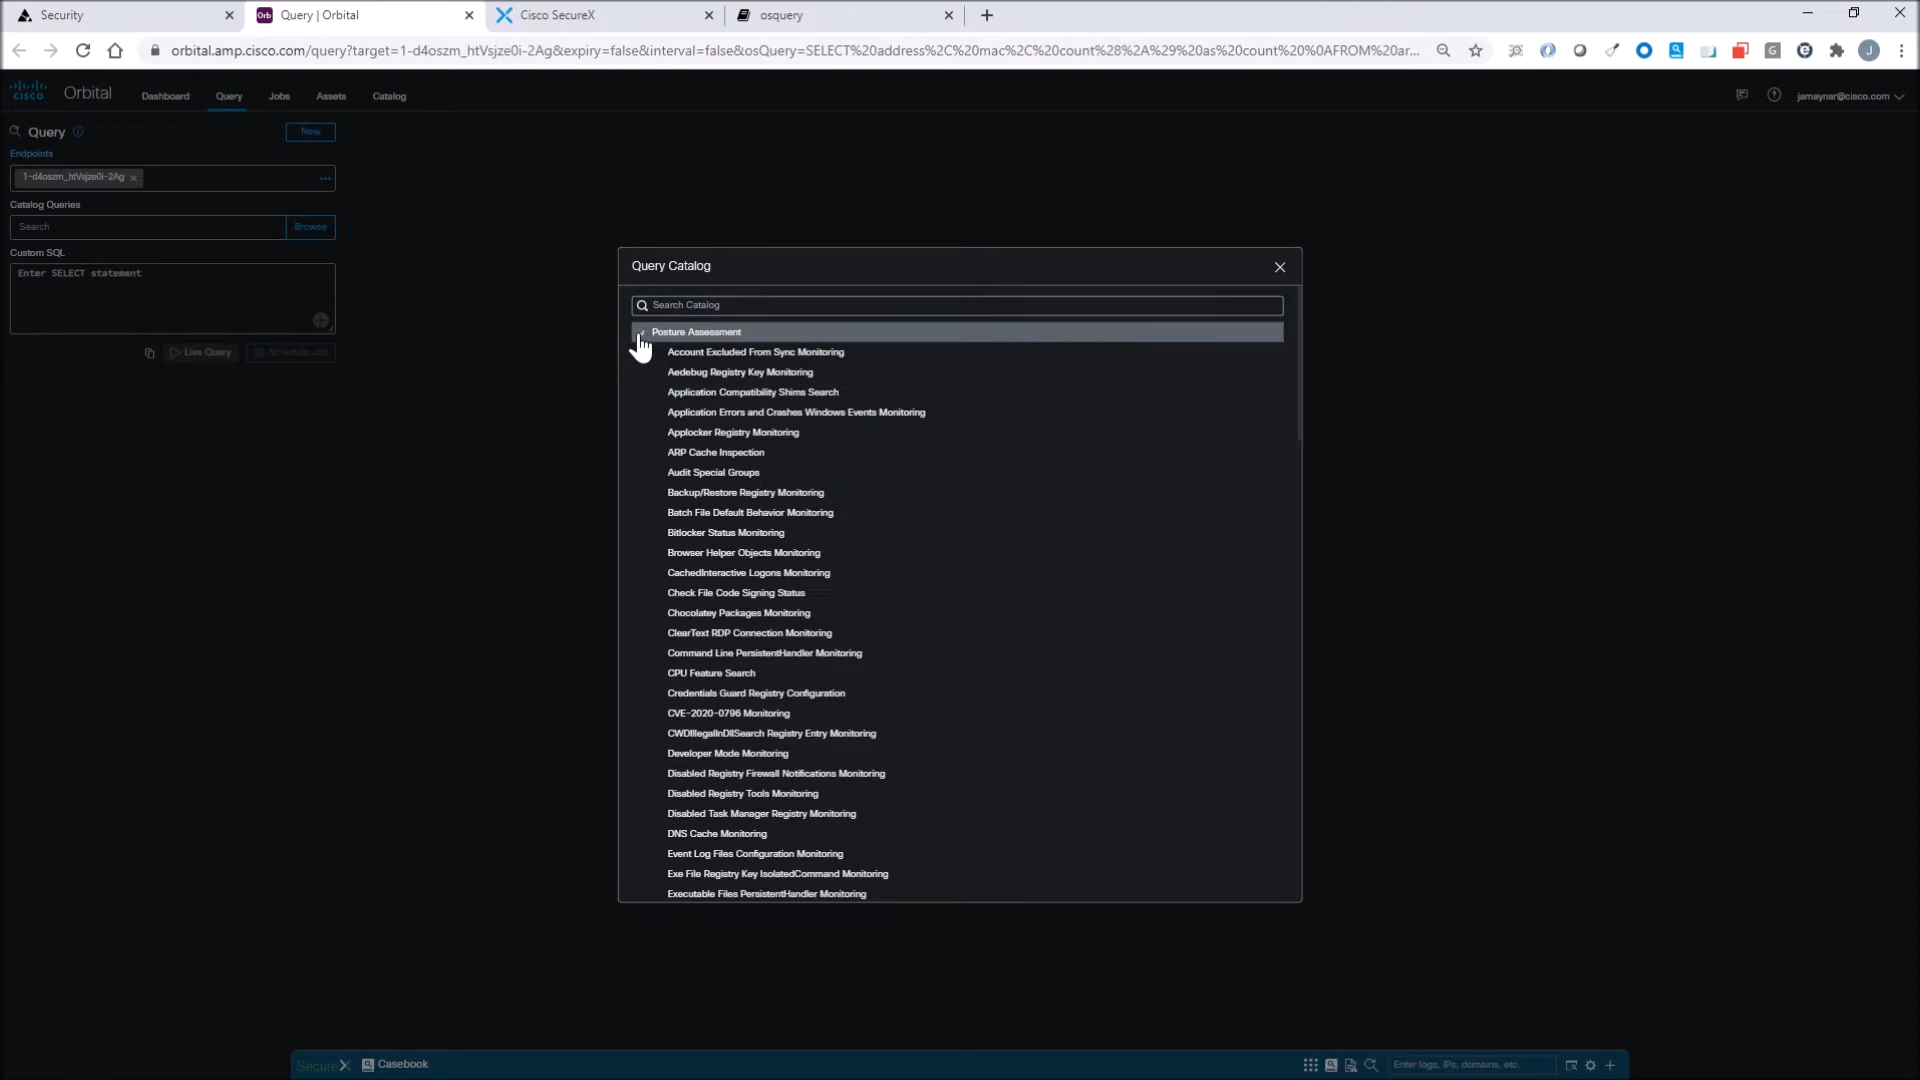 Security
Orb Query | Orbital
Cisco SecureX
osquery
orbital.amp.cisco.com/query?target=1-d4oszm_htVsjze0i-2Ag&expiry=false&interval=false&osQuery=SELECT%20address%2C%20mac%2C%20count%28%2A%29%20as%20count%20%0AFROM%20ar...
G
J
cisco
Orbital
Dashboard
Query
Jobs
Assets
Catalog
jamaynar@cisco.com
Query
New
Endpoints
1-d4oszm_htVsjze0i-2Ag
Catalog Queries
Search
Browse
Custom SQL
Enter SELECT statement
Live Query
Schedule Job
Query Catalog
Search Catalog
Posture Assessment
Account Excluded From Sync Monitoring
Aedebug Registry Key Monitoring
Application Compatibility Shims Search
Application Errors and Crashes Windows Events Monitoring
Applocker Registry Monitoring
ARP Cache Inspection
Audit Special Groups
Backup/Restore Registry Monitoring
Batch File Default Behavior Monitoring
Bitlocker Status Monitoring
Browser Helper Objects Monitoring
CachedInteractive Logons Monitoring
Check File Code Signing Status
Chocolatey Packages Monitoring
ClearText RDP Connection Monitoring
Command Line PersistentHandler Monitoring
CPU Feature Search
Credentials Guard Registry Configuration
CVE-2020-0796 Monitoring
CWDIllegalInDllSearch Registry Entry Monitoring
Developer Mode Monitoring
Disabled Registry Firewall Notifications Monitoring
Disabled Registry Tools Monitoring
Disabled Task Manager Registry Monitoring
DNS Cache Monitoring
Event Log Files Configuration Monitoring
Exe File Registry Key IsolatedCommand Monitoring
Executable Files PersistentHandler Monitoring
SecureX
Casebook
Enter logs, IPs, domains, etc.